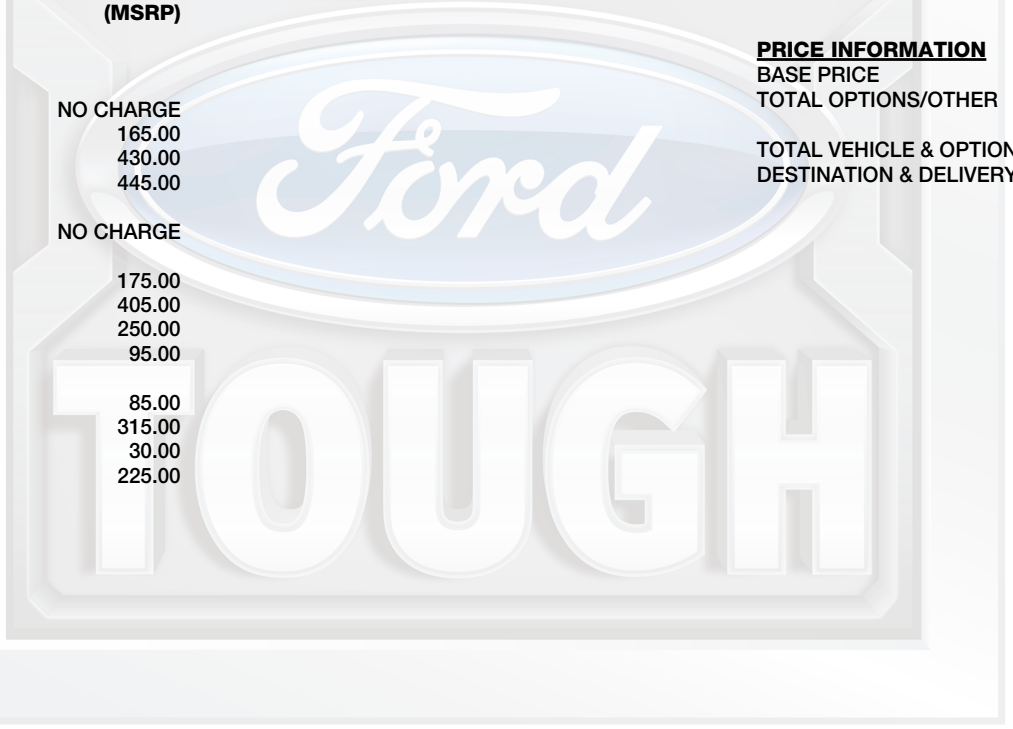 (MSRP)
NO CHARGE
165.00
430.00
445.00
NO CHARGE
175.00
405.00
250.00
95.00
85.00
315.00
30.00
225.00
PRICE INFORMATION
BASE PRICE
TOTAL OPTIONS/OTHER
TOTAL VEHICLE & OPTION
DESTINATION & DELIVERY
Ford
TOUGH